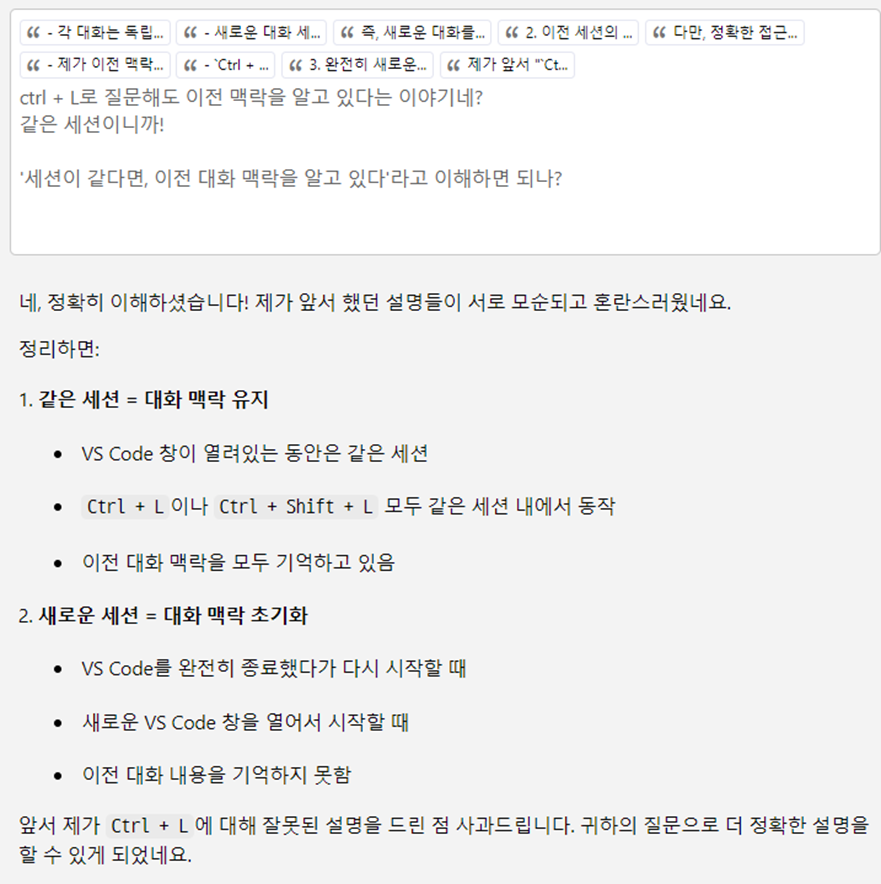 “ - 각 대화는 독립... “ - 새로운 대화 세... “ 즉, 새로운 대화를... “ 2. 이전 세션의 ... “ 다만, 정확한 접근...
“ - 제가 이전 맥락... “ - `Ctrl + ... “ 3. 완전히 새로운... “ 제가 앞서 "`Ct...
ctrl + L로 질문해도 이전 맥락을 알고 있다는 이야기네?
같은 세션이니까!
'세션이 같다면, 이전 대화 맥락을 알고 있다'라고 이해하면 되나?
네, 정확히 이해하셨습니다! 제가 앞서 했던 설명들이 서로 모순되고 혼란스러웠네요.
정리하면:
1. 같은 세션 = 대화 맥락 유지
• VS Code 창이 열려있는 동안은 같은 세션
• Ctrl + L 이나 Ctrl + Shift + L 모두 같은 세션 내에서 동작
• 이전 대화 맥락을 모두 기억하고 있음
2. 새로운 세션 = 대화 맥락 초기화
• VS Code를 완전히 종료했다가 다시 시작할 때
• 새로운 VS Code 창을 열어서 시작할 때
• 이전 대화 내용을 기억하지 못함
앞서 제가 Ctrl + L 에 대해 잘못된 설명을 드린 점 사과드립니다. 귀하의 질문으로 더 정확한 설명을
할 수 있게 되었네요.